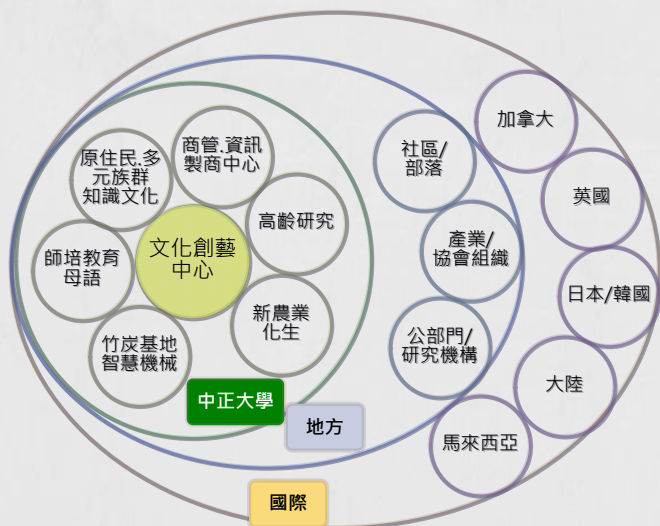 商管.資訊
製商中心
原住民.多
元族群
知識文化
高齡研究
文化創藝
中心
師培教育
母語
新農業
化生
竹炭基地
智慧機械
中正大學
社區/
部落
產業/
協會組織
公部門/
研究機構
地方
加拿大
英國
日本/韓國
大陸
馬來西亞
國際